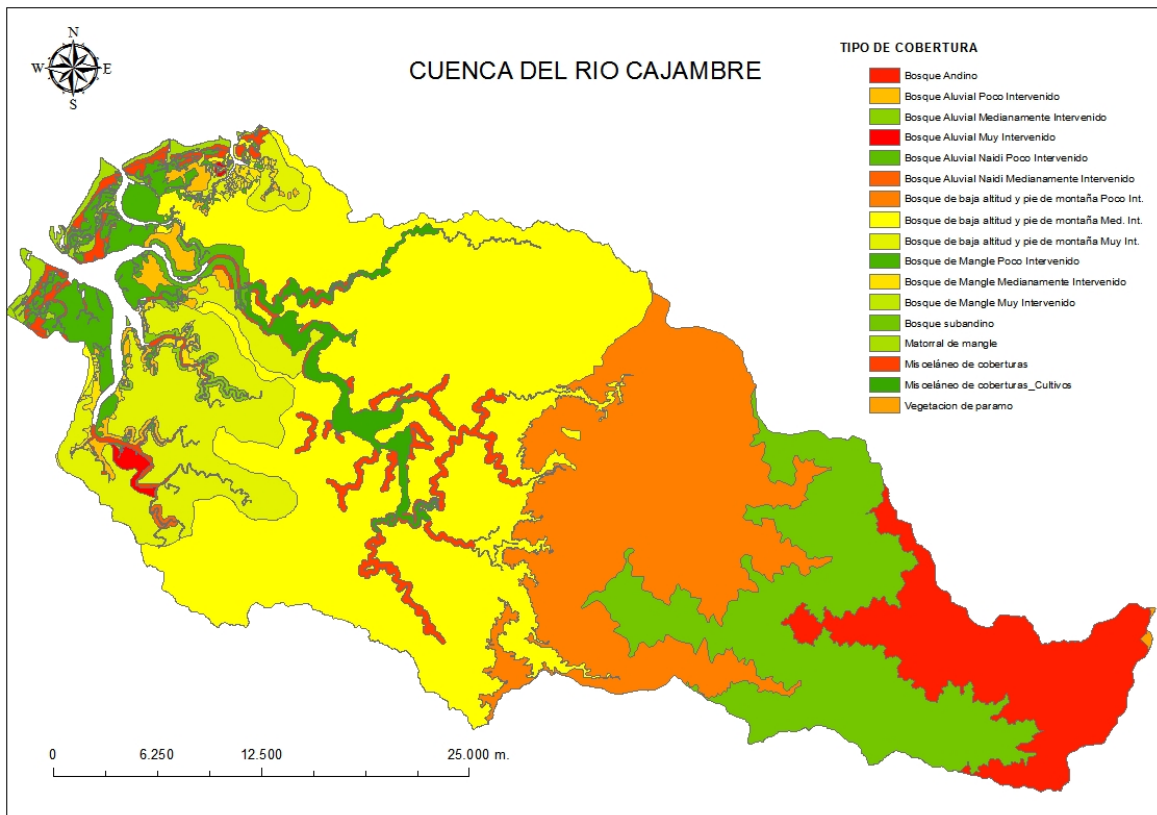 N
W E
S
CUENCA DEL RIO CAJAMBRE
TIPO DE COBERTURA
Bosque Andino
Bosque Aluvial Poco Intervenido
Bosque Aluvial Medianamente Intervenido
Bosque Aluvial Muy Intervenido
Bosque Aluvial Naidi Poco Intervenido
Bosque Aluvial Naidi Medianamente Intervenido
Bosque de baja altitud y pie de montaña Poco Int.
Bosque de baja altitud y pie de montaña Med. Int.
Bosque de baja altitud y pie de montaña Muy Int.
Bosque de Mangle Poco Intervenido
Bosque de Mangle Medianamente Intervenido
Bosque de Mangle Muy Intervenido
Bosque subandino
Matorral de mangle
Misceláneo de coberturas
Misceláneo de coberturas_Cultivos
Vegetacion de paramo
0 6.250 12.500 25.000 m.